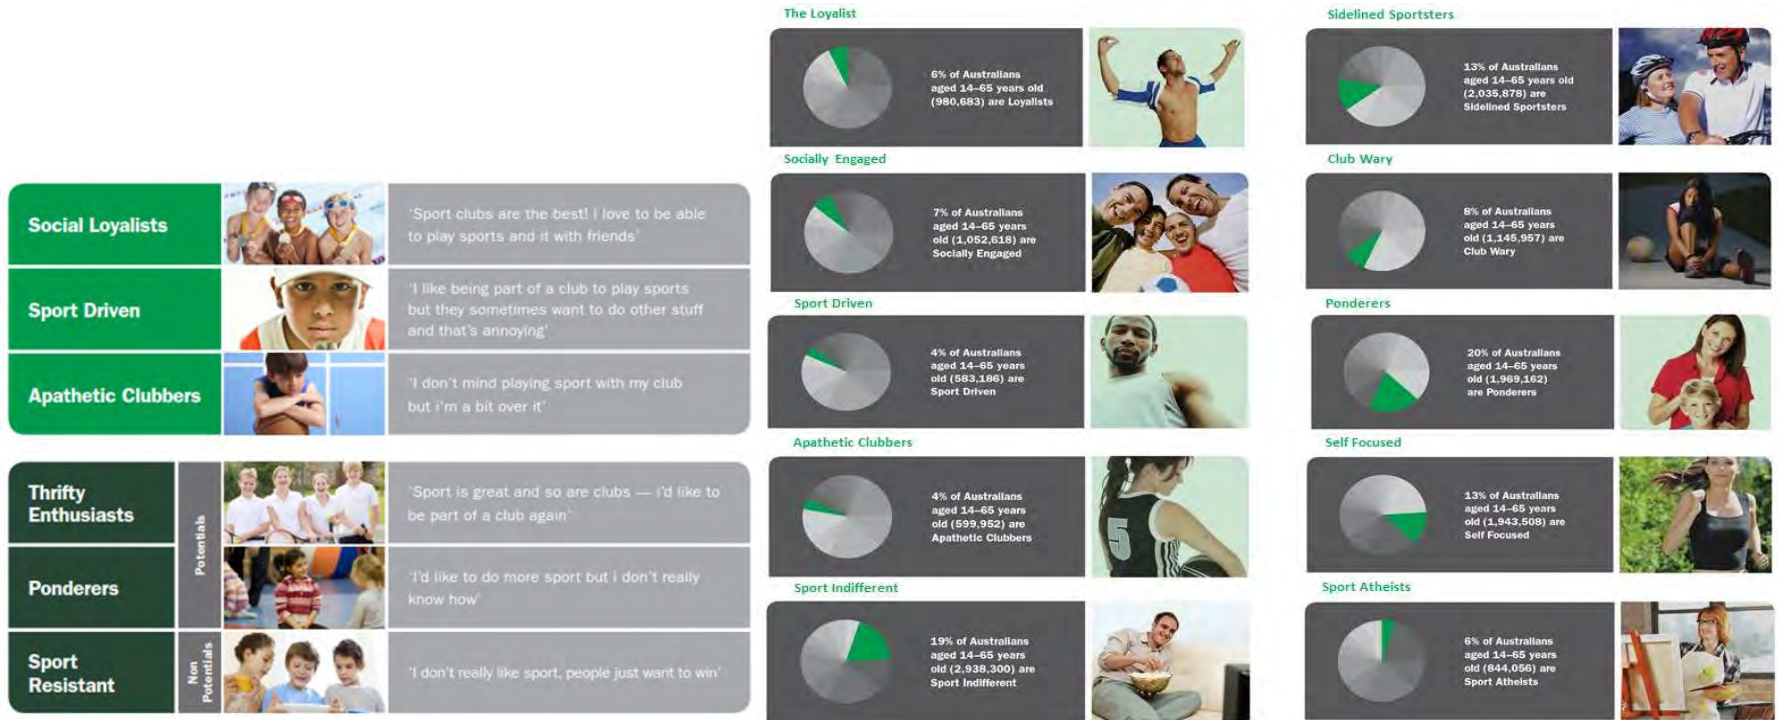 Social Loyalists
'Sport clubs are the best! I love to be able
to play sports and it with friends'
Sport Driven
'I like being part of a club to play sports
but they sometimes want to do other stuff
and that's annoying'
Apathetic Clubbers
'I don't mind playing sport with my club
but i'm a bit over it'
Potentials
Thrifty
Enthusiasts
'Sport is great and so are clubs — i'd like to
be part of a club again'
Ponderers
'I'd like to do more sport but i don't really
know how'
Non
Potentials
Sport
Resistant
'I don't really like sport, people just want to win'
The Loyalist
6% of Australians
aged 14–65 years old
(980,683) are Loyalists
Socially Engaged
7% of Australians
aged 14–65 years
old (1,052,618) are
Socially Engaged
Sport Driven
4% of Australians
aged 14–65 years
old (583,186) are
Sport Driven
Apathetic Clubbers
4% of Australians
aged 14–65 years
old (599,952) are
Apathetic Clubbers
5
Sport Indifferent
19% of Australians
aged 14–65 years
old (2,938,300) are
Sport Indifferent
Sidelined Sportsters
13% of Australians
aged 14–65 years old
(2,035,878) are
Sidelined Sportsters
Club Wary
8% of Australians
aged 14–65 years
old (1,145,957) are
Club Wary
Ponderers
20% of Australians
aged 14–65 years
old (1,969,162)
are Ponderers
Self Focused
13% of Australians
aged 14–65 years
old (1,943,508) are
Self Focused
Sport Atheists
6% of Australians
aged 14–65 years
old (844,056) are
Sport Atheists